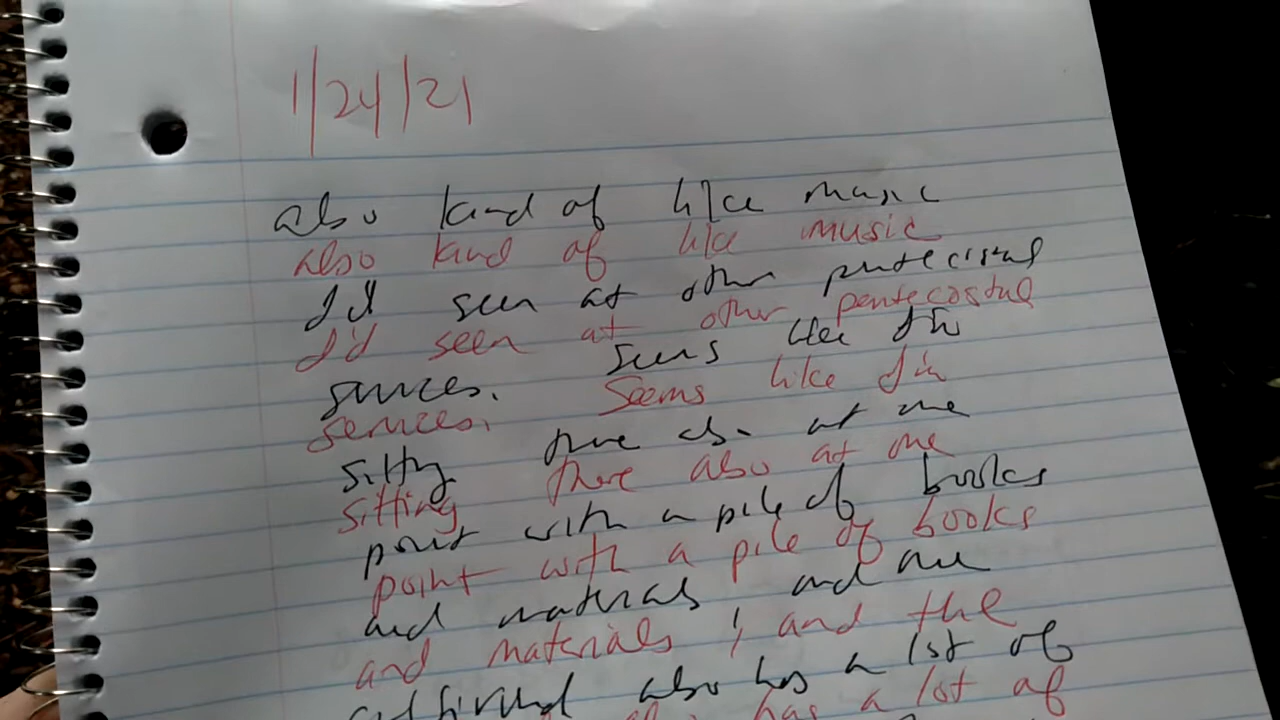 1/24/21
also kind of like music
also kind of like music
I'd seen at other pentecostal
I'd seen at other pentecostal
services. Seems like I'm
services. Seems like I'm
sitting there also at one
sitting there also at one
point with a pile of books
point with a pile of books
and materials and
and materials, and the
also has a lot of
has a lot of